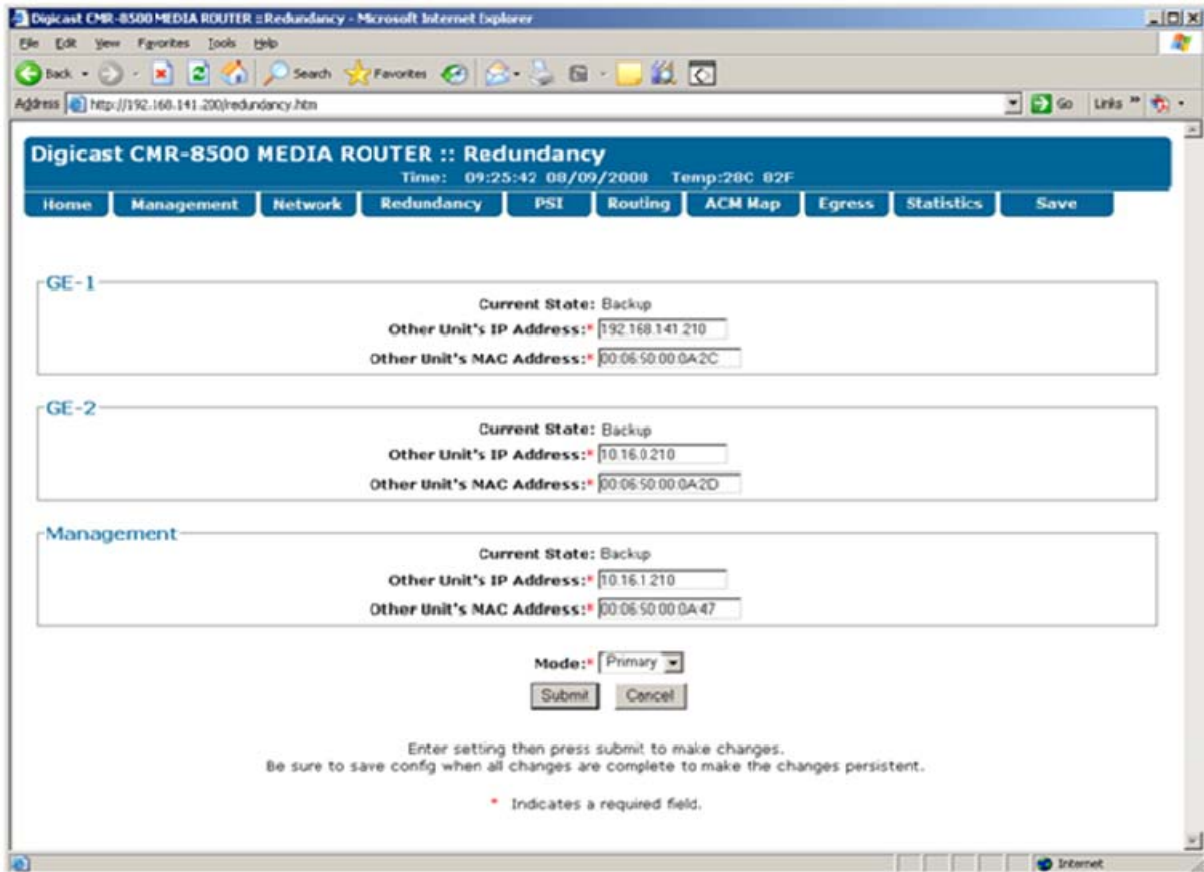 Digicast CMR-8500 MEDIA ROUTER :: Redundancy - Microsoft Internet Explorer
File Edit View Favorites Tools Help
Back Search Favorites
Address http://192.168.141.200/redundancy.htm Go Links »
Digicast CMR-8500 MEDIA ROUTER :: Redundancy
Time: 09:25:42 08/09/2008 Temp:28C 82F
Home Management Network Redundancy PSI Routing ACM Map Egress Statistics Save
GE-1
Current State: Backup
Other Unit's IP Address:* 192.168.141.210
Other Unit's MAC Address:* 00:06:50:00:0A:2C
GE-2
Current State: Backup
Other Unit's IP Address:* 10.16.0.210
Other Unit's MAC Address:* 00:06:50:00:0A:2D
Management
Current State: Backup
Other Unit's IP Address:* 10.16.1.210
Other Unit's MAC Address:* 00:06:50:00:0A:47
Mode:* Primary
Submit Cancel
Enter setting then press submit to make changes.
Be sure to save config when all changes are complete to make the changes persistent.
* Indicates a required field.
Internet